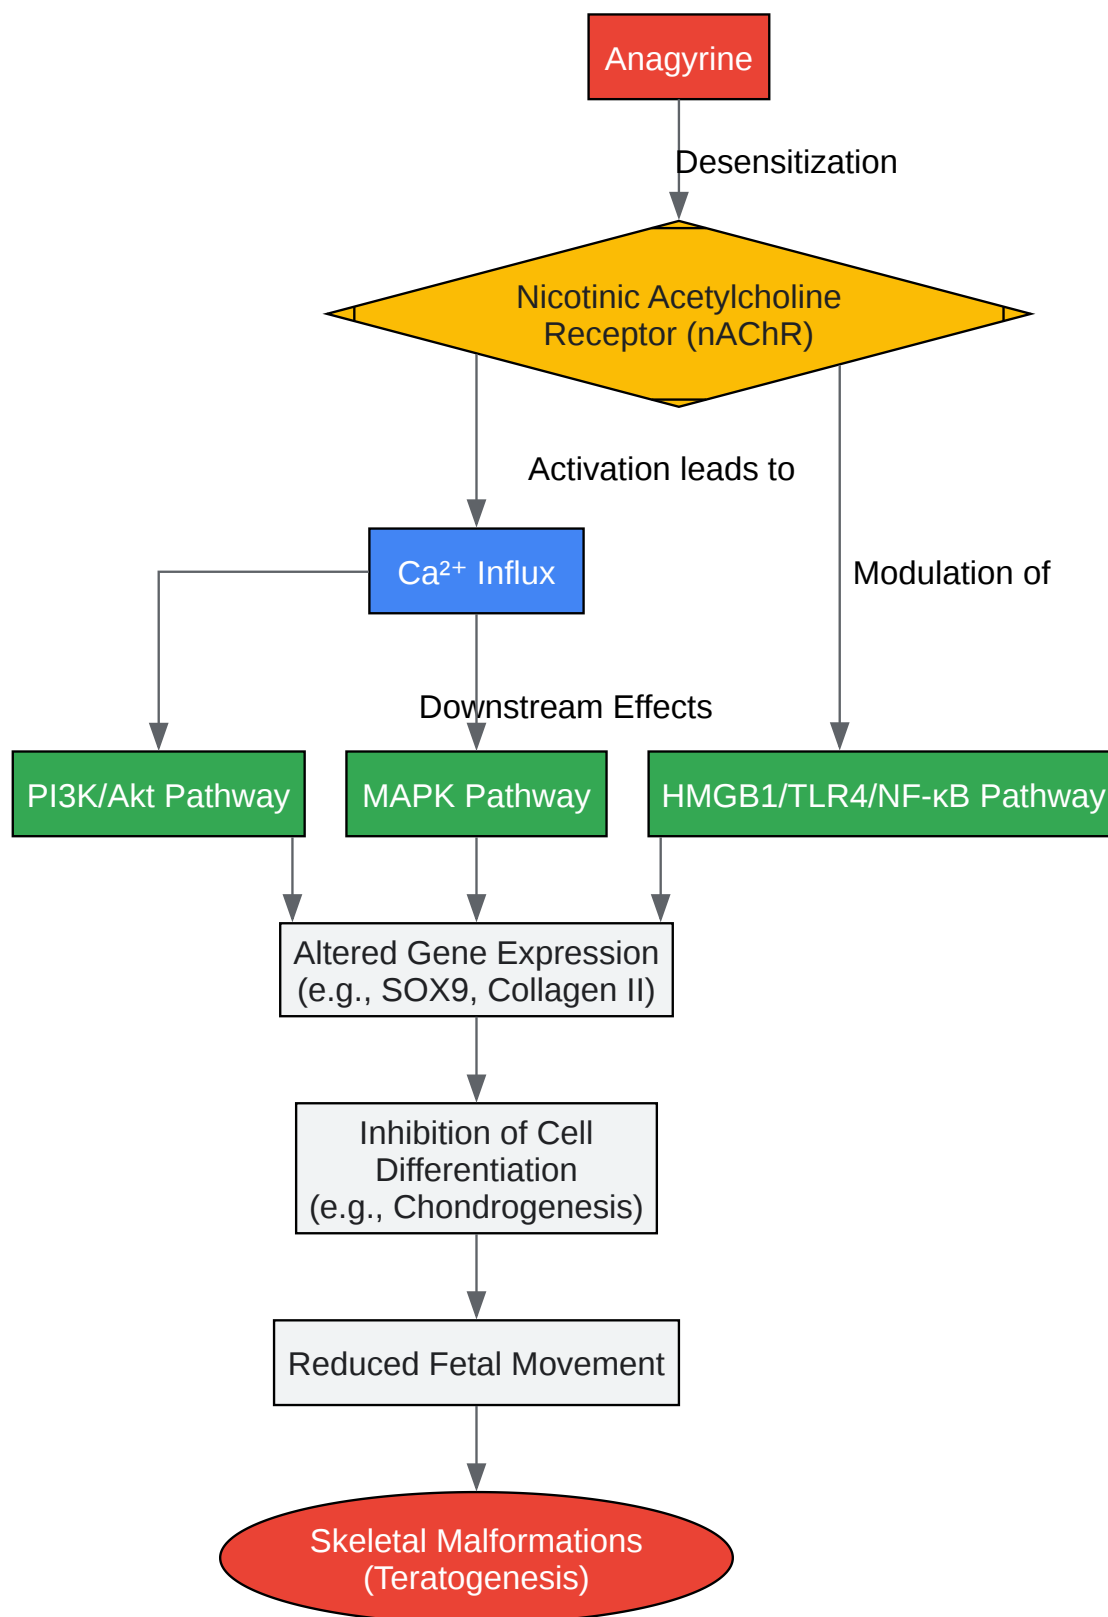 Anagyrine
Desensitization
Nicotinic Acetylcholine
Receptor (nAChR)
Activation leads to
Ca²⁺ Influx
Modulation of
Downstream Effects
PI3K/Akt Pathway
MAPK Pathway
HMGB1/TLR4/NF-κB Pathway
Altered Gene Expression
(e.g., SOX9, Collagen II)
Inhibition of Cell
Differentiation
(e.g., Chondrogenesis)
Reduced Fetal Movement
Skeletal Malformations
(Teratogenesis)